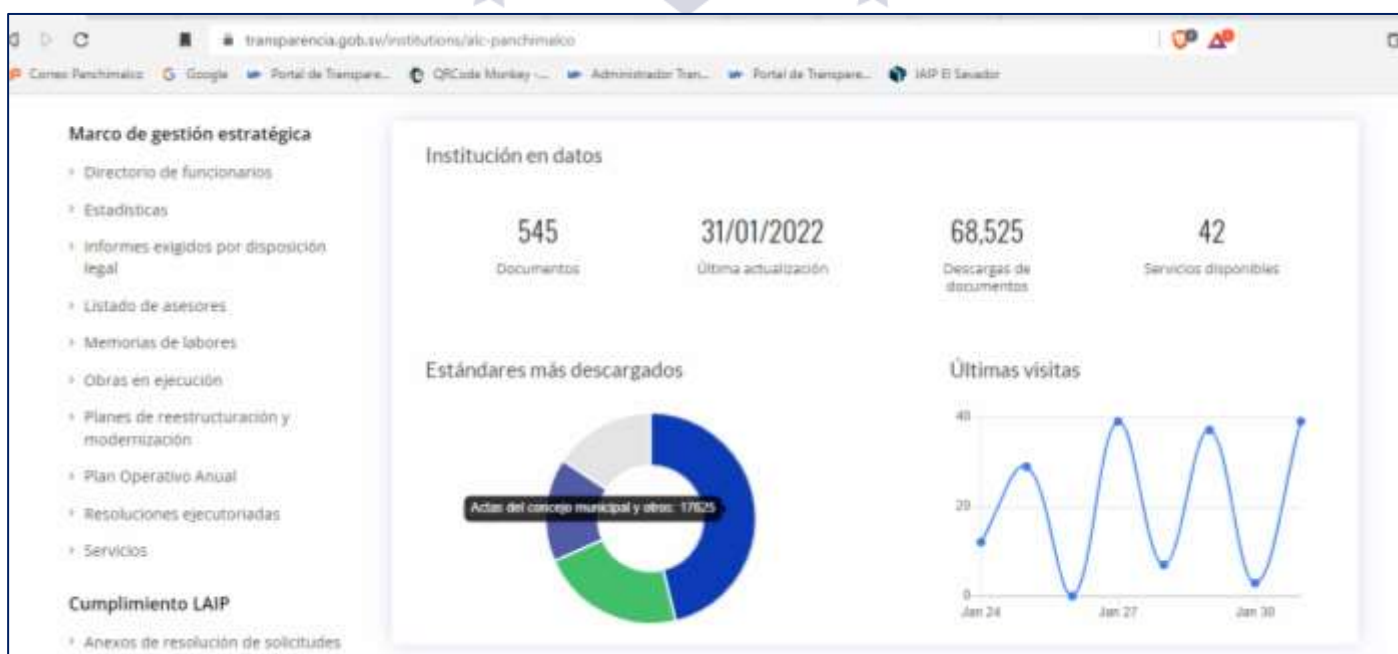 transparencia.gob.sv/institutions/alc-panchimalco
Correo Panchimalco Google Portal de Transpare... QRCode Monkey -... Administrador Tran... Portal de Transpare... IAIP El Savador
Marco de gestión estratégica
Directorio de funcionarios
Estadísticas
Informes exigidos por disposición
legal
Listado de asesores
Memorias de labores
Obras en ejecución
Planes de reestructuración y
modernización
Plan Operativo Anual
Resoluciones ejecutoriadas
Servicios
Cumplimiento LAIP
Anexos de resolución de solicitudes
Institución en datos
545 31/01/2022 68,525 42
Documentos Última actualización Descargas de Servicios disponibles
documentos
Estándares más descargados
Actas del concejo municipal y otros: 17625
Últimas visitas
40
20
0
Jan 24 Jan 27 Jan 30